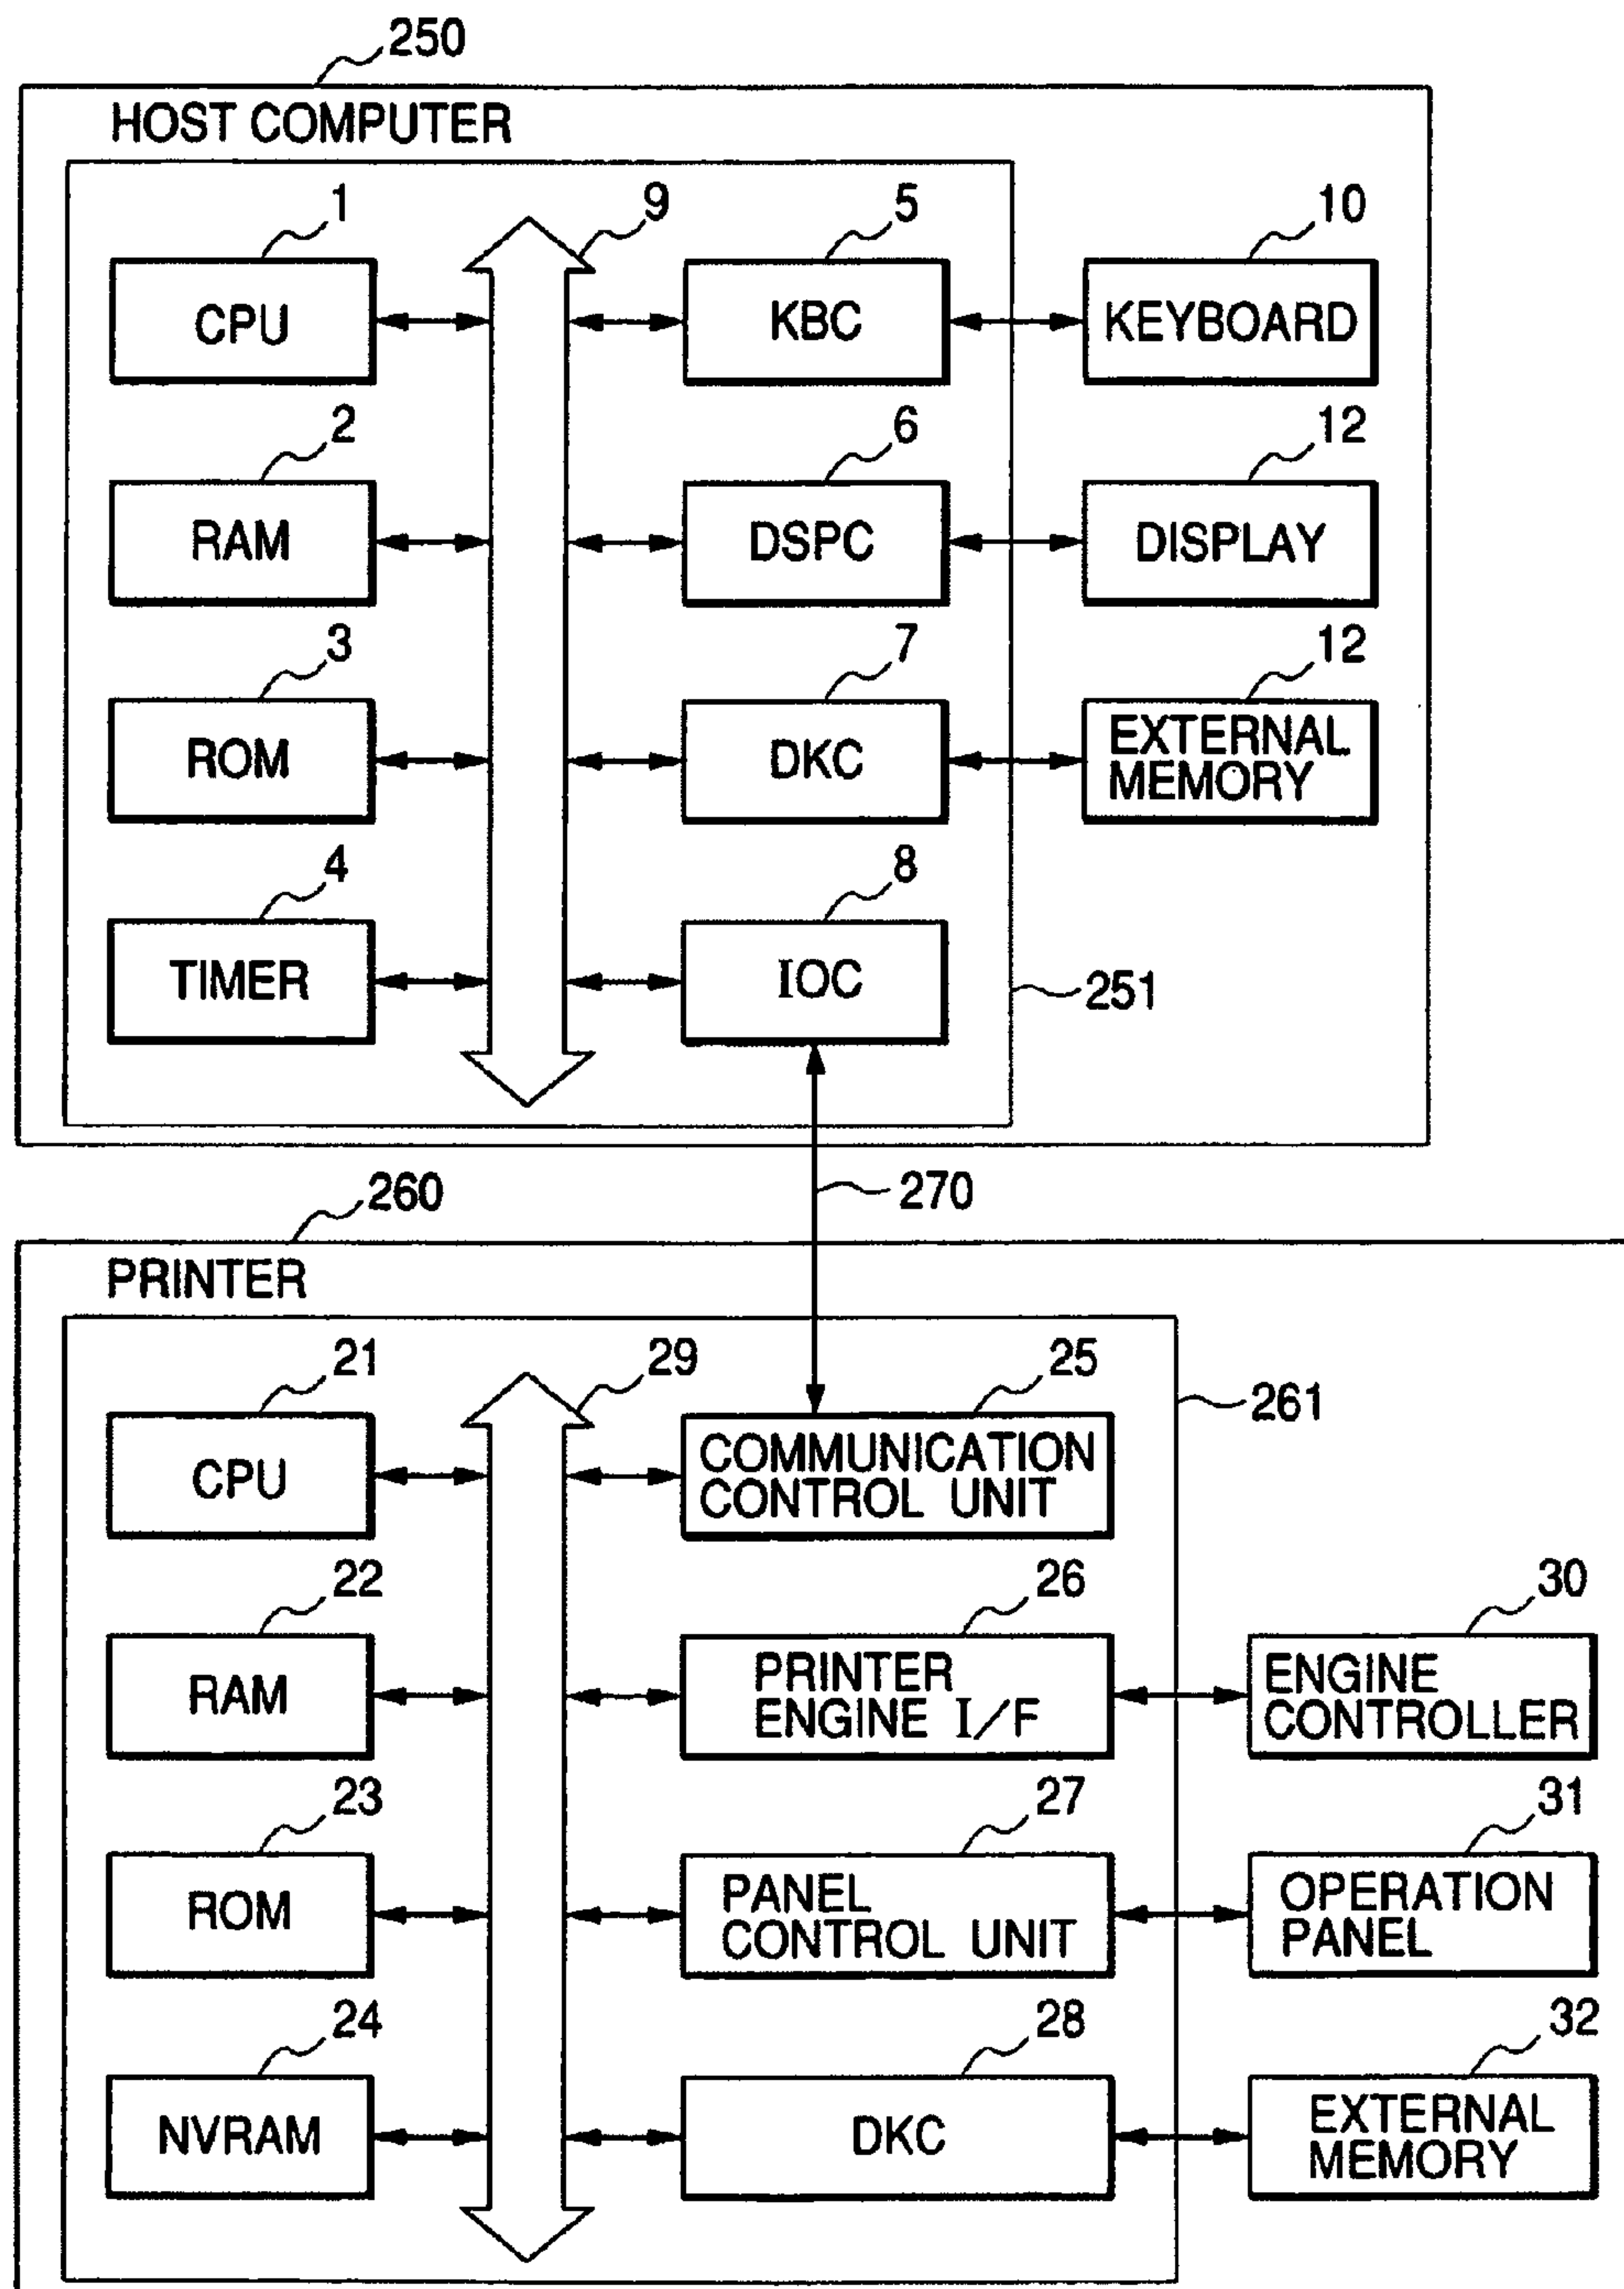 250
HOST COMPUTER
1
9
5
10
CPU
KBC
KEYBOARD
2
6
12
RAM
DSPC
DISPLAY
3
7
12
ROM
DKC
EXTERNAL
MEMORY
4
8
TIMER
IOC
251
260
270
PRINTER
21
29
25
261
CPU
COMMUNICATION
CONTROL UNIT
22
26
30
RAM
PRINTER
ENGINE I/F
ENGINE
CONTROLLER
23
27
31
ROM
PANEL
CONTROL UNIT
OPERATION
PANEL
24
28
32
NVRAM
DKC
EXTERNAL
MEMORY